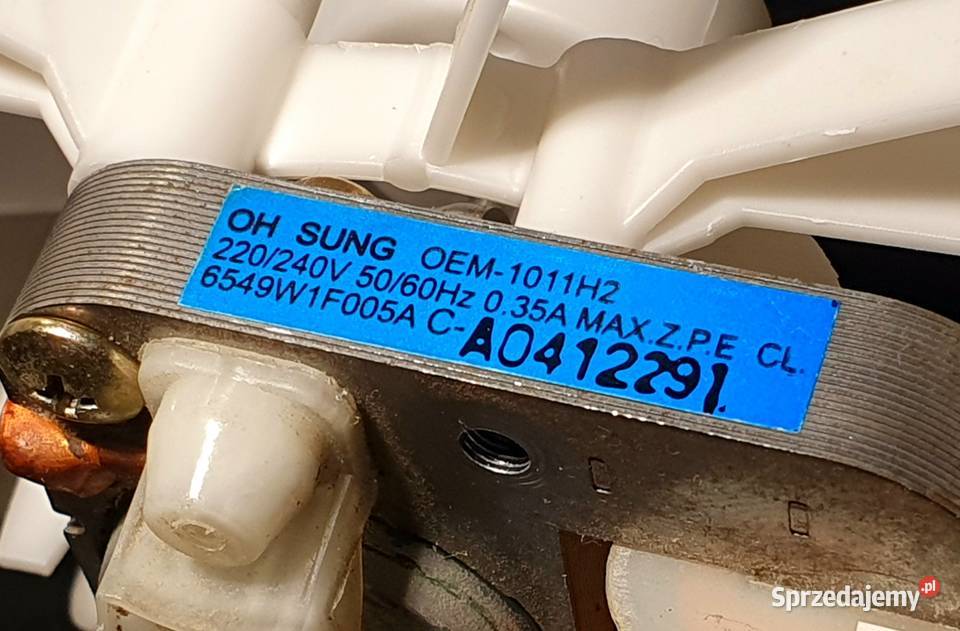 OH SUNG OEM-1011H2
220/240V 50/60Hz 0.35A MAX.Z.P.E CL.
6549W1F005A C-A0412291.
Sprzedajemy.pl